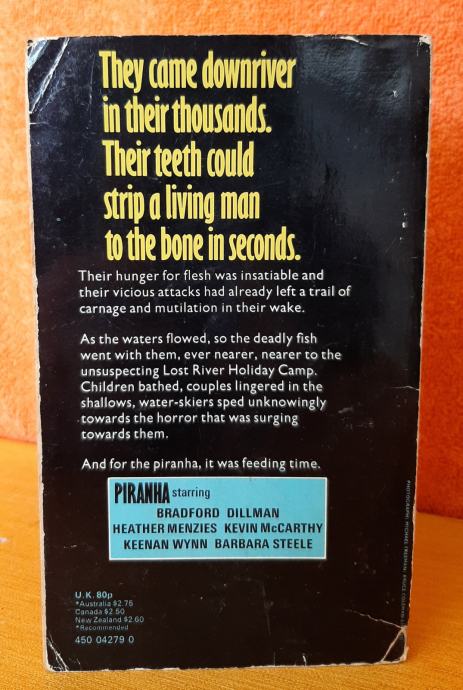 They came downriver
in their thousands.
Their teeth could
strip a living man
to the bone in seconds.
Their hunger for flesh was insatiable and
their vicious attacks had already left a trail of
carnage and mutilation in their wake.
As the waters flowed, so the deadly fish
went with them, ever nearer, nearer to the
unsuspecting Lost River Holiday Camp.
Children bathed, couples lingered in the
shallows, water-skiers sped unknowingly
towards the horror that was surging
towards them.
And for the piranha, it was feeding time.
PIRANHA starring
BRADFORD DILLMAN
HEATHER MENZIES KEVIN McCARTHY
KEENAN WYNN BARBARA STEELE
U.K. 80p
*Australia $2.75
Canada $2.50
New Zealand $2.60
*Recommended
450 04279 0
PHOTOGRAPH: MICHAEL FREEMAN/BRUCE